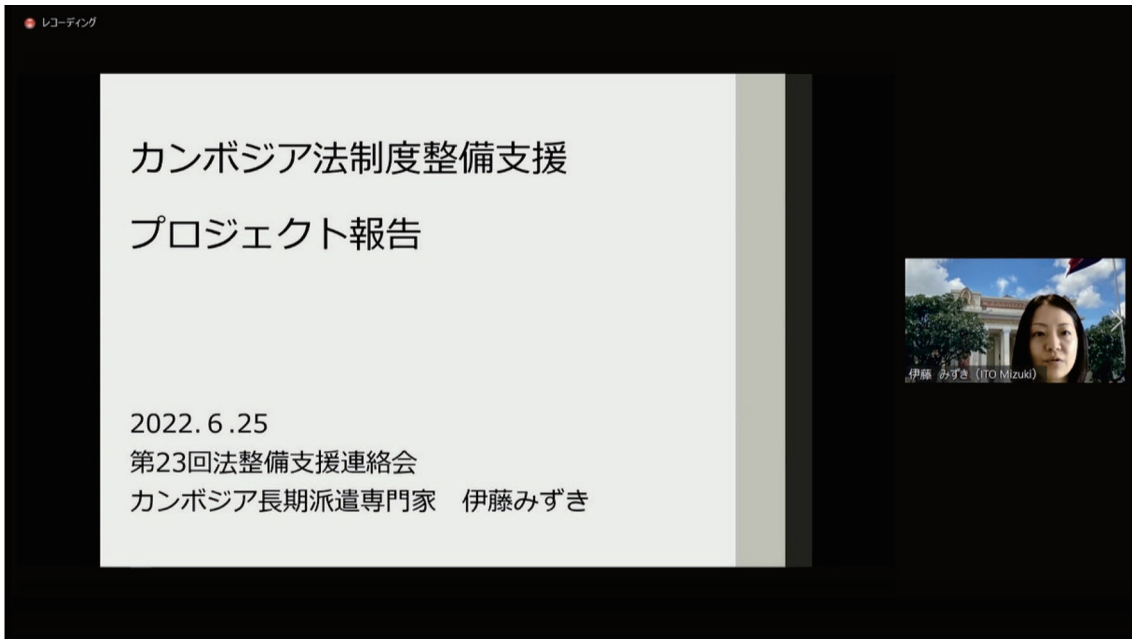 レコーディング
カンボジア法制度整備支援
プロジェクト報告
2022.６.25
第23回法整備支援連絡会
カンボジア長期派遣専門家　伊藤みずき
伊藤 みずき（ITO Mizuki）